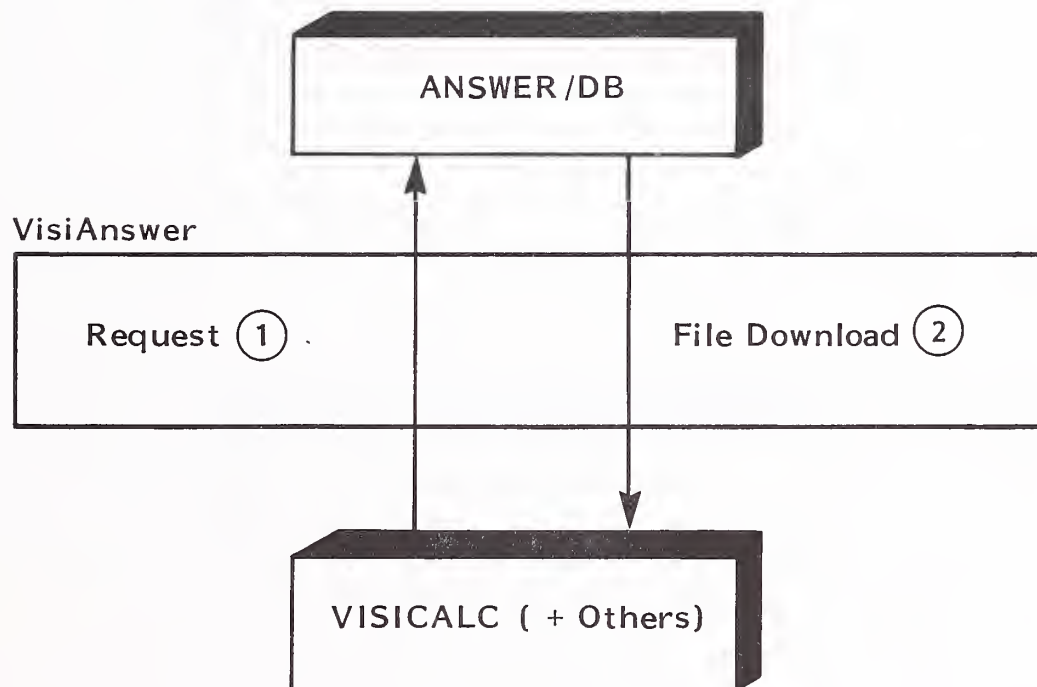 ANSWER/DB
VisiAnswer
Request 1
File Download 2
VISICALC ( + Others)